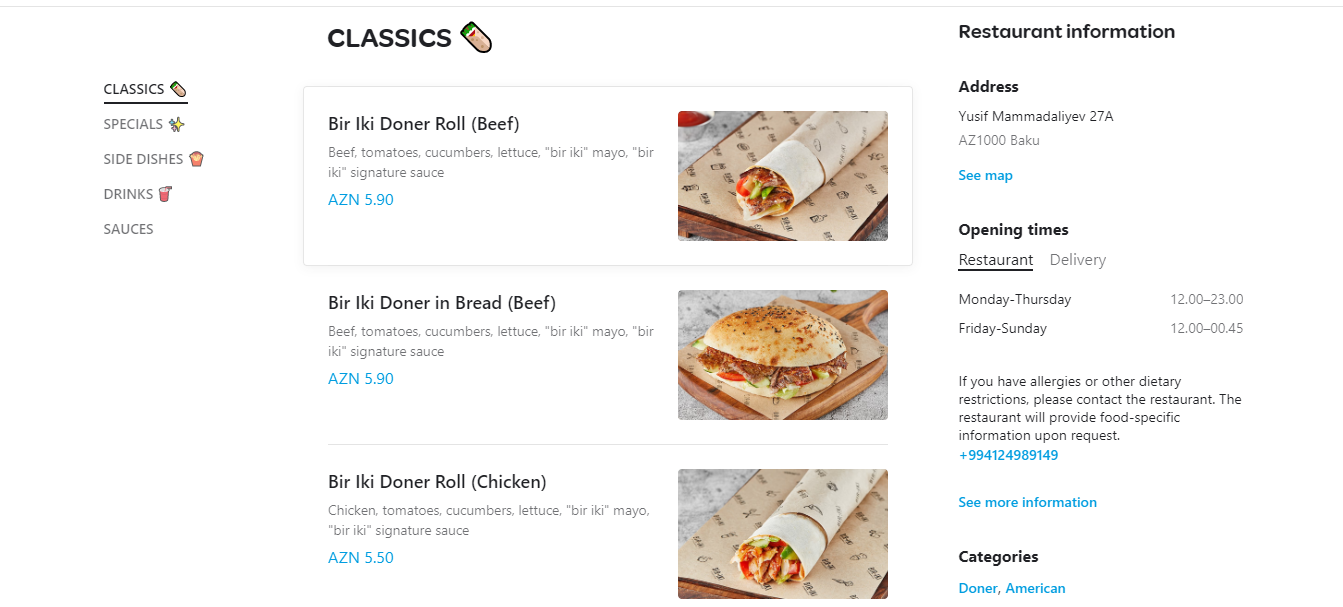 CLASSICS
SPECIALS
SIDE DISHES
DRINKS
SAUCES
CLASSICS
Bir Iki Doner Roll (Beef)
Beef, tomatoes, cucumbers, lettuce, "bir iki" mayo, "bir
iki" signature sauce
AZN 5.90
Bir Iki Doner in Bread (Beef)
Beef, tomatoes, cucumbers, lettuce, "bir iki" mayo, "bir
iki" signature sauce
AZN 5.90
Bir Iki Doner Roll (Chicken)
Chicken, tomatoes, cucumbers, lettuce, "bir iki" mayo,
"bir iki" signature sauce
AZN 5.50
Restaurant information
Address
Yusif Mammadaliyev 27A
AZ1000 Baku
See map
Opening times
Restaurant Delivery
Monday-Thursday 12.00–23.00
Friday-Sunday 12.00–00.45
If you have allergies or other dietary
restrictions, please contact the restaurant. The
restaurant will provide food-specific
information upon request.
+994124989149
See more information
Categories
Doner, American